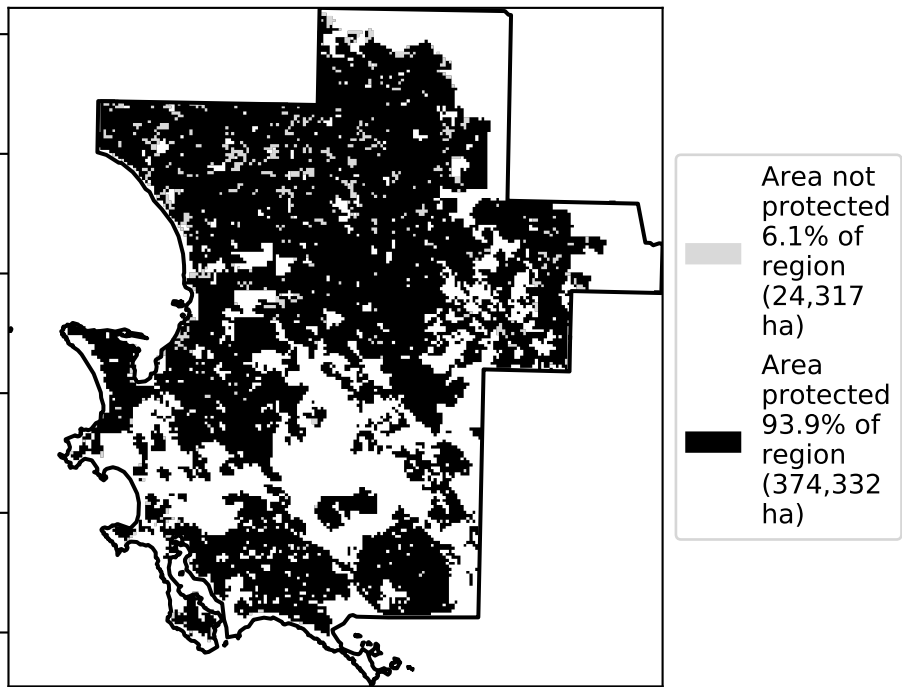 Area not
protected
6.1% of
region
(24,317
ha)
Area
protected
93.9% of
region
(374,332
ha)